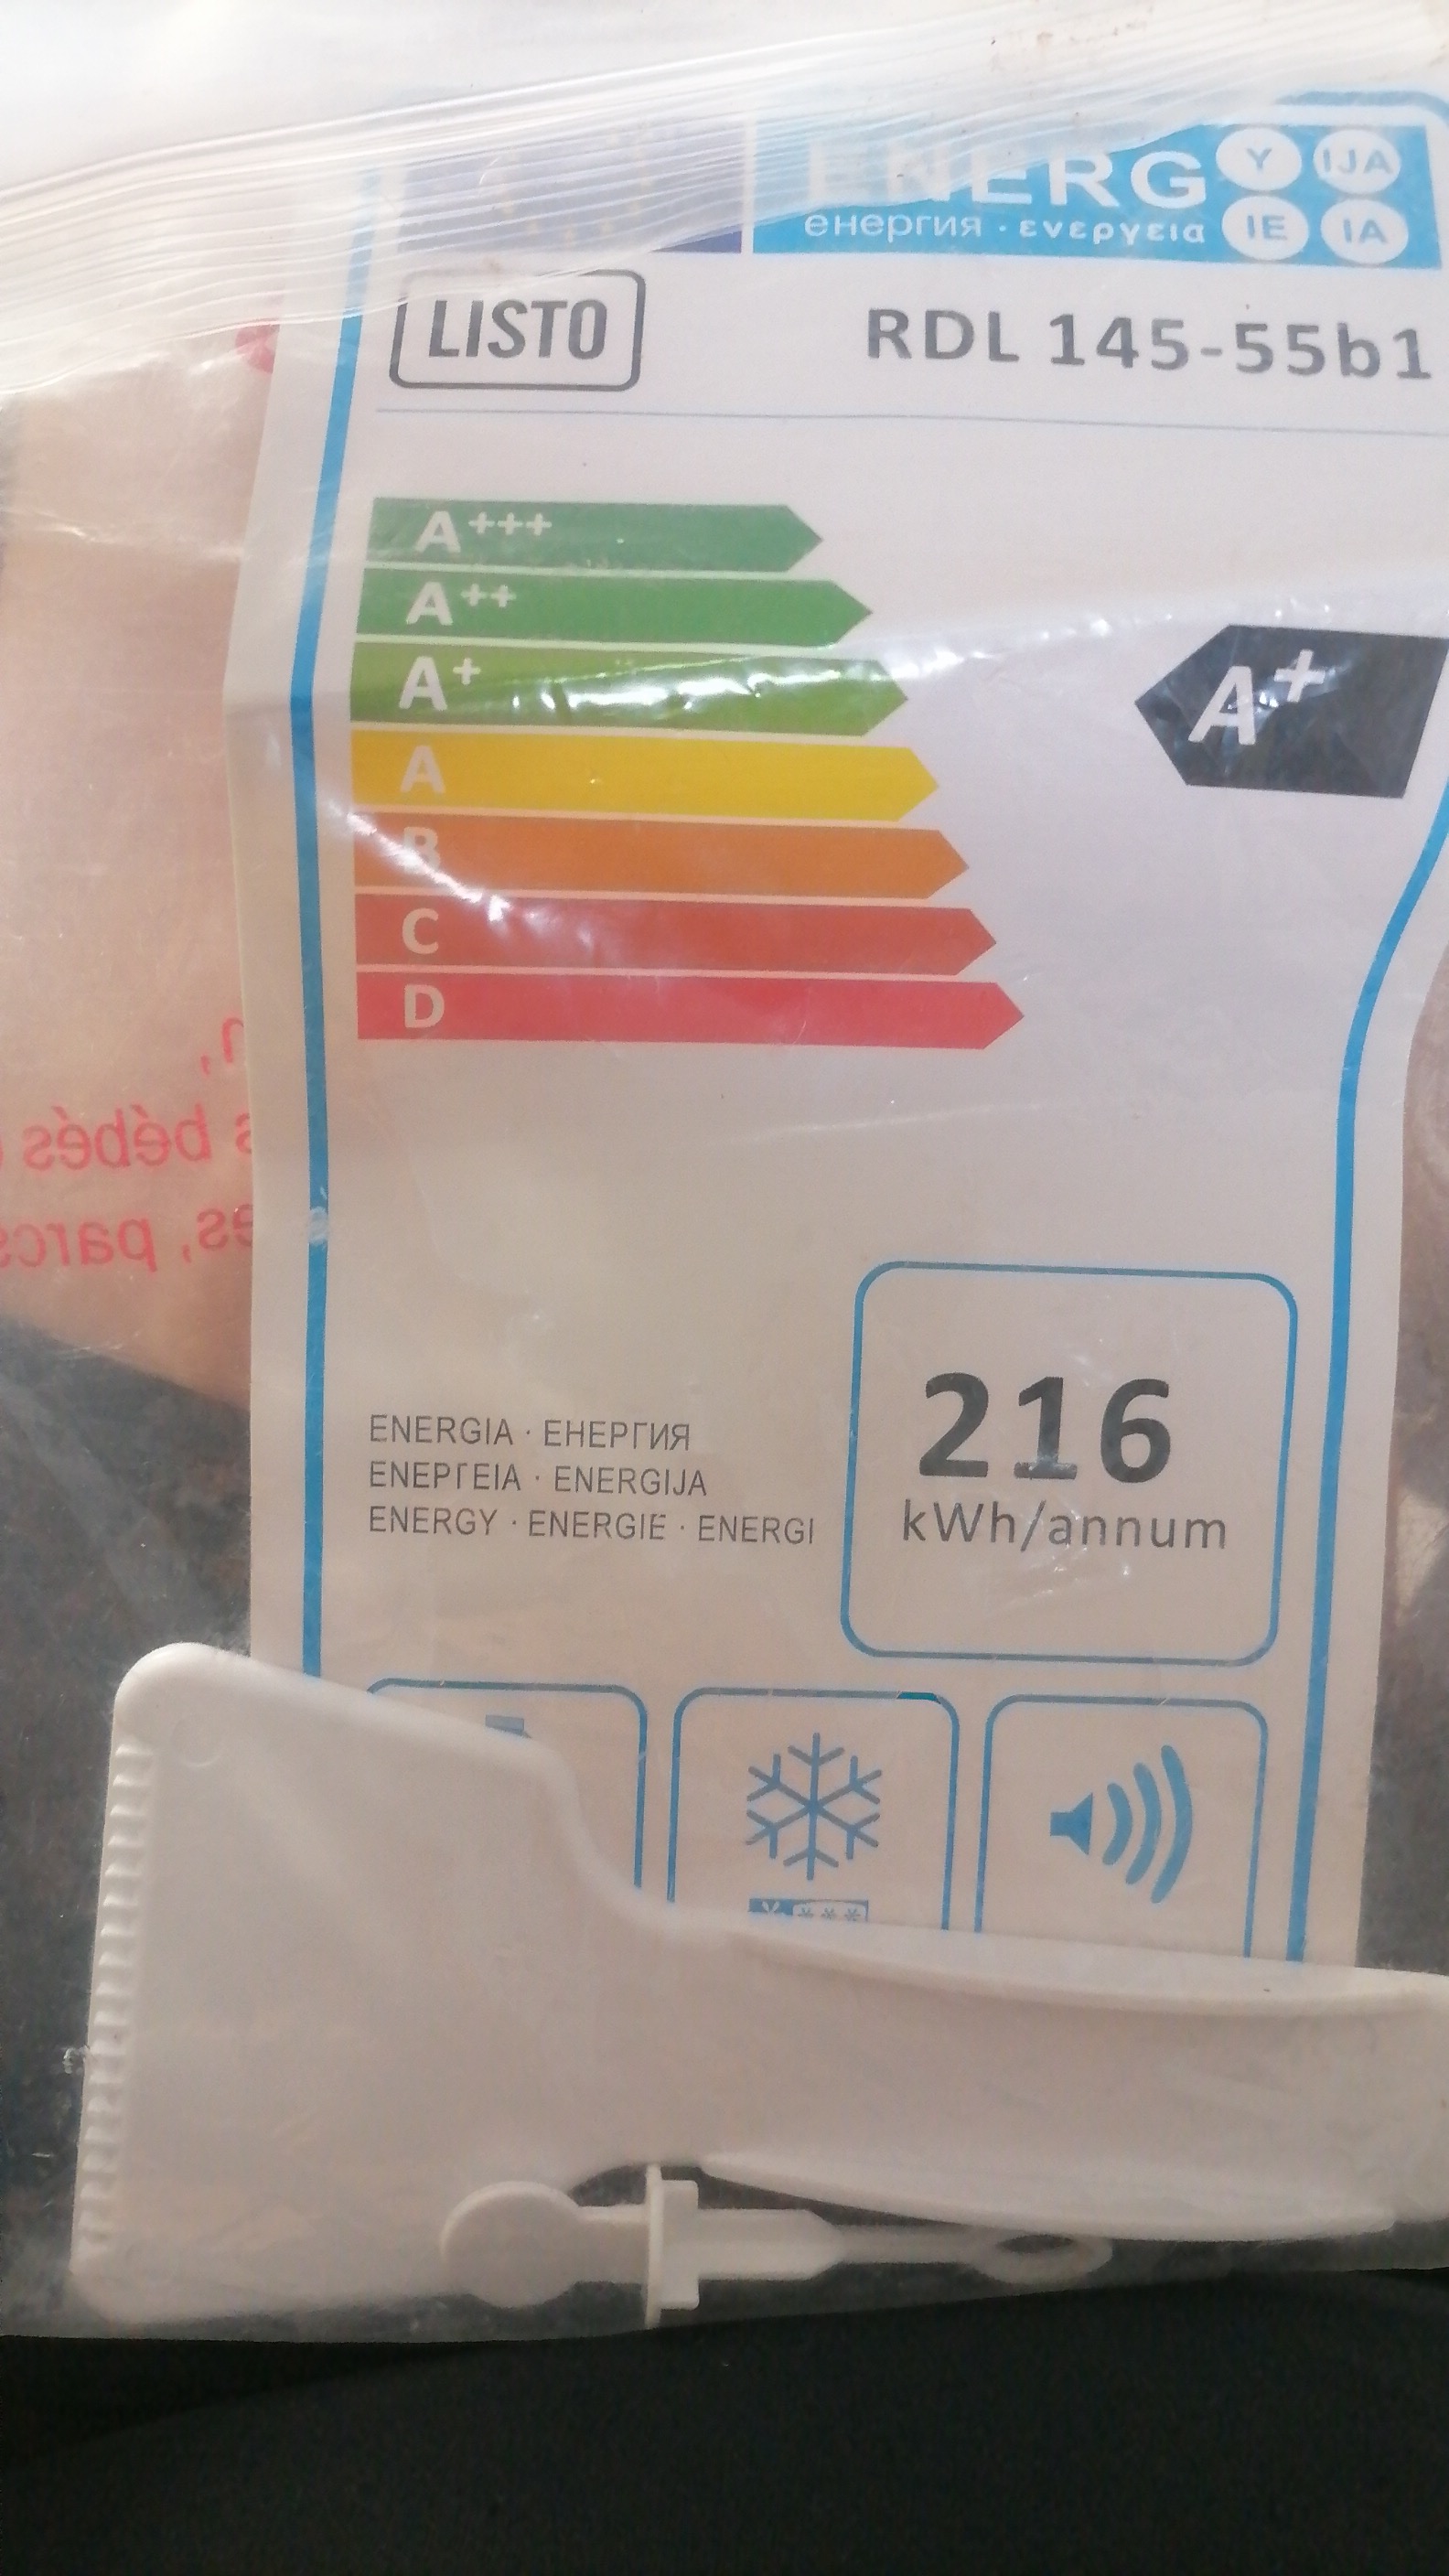 ENERG Y IJA
енергия · ενεργεια IE IA
LISTO
RDL 145-55b1
A+++
A++
A+
A+
A
B
C
D
, n
s bébés
es, parcs
216
kWh/annum
ENERGIA · ЕНЕРГИЯ
ΕΝΕΡΓΕΙΑ · ENERGIJA
ENERGY · ENERGIE · ENERGI